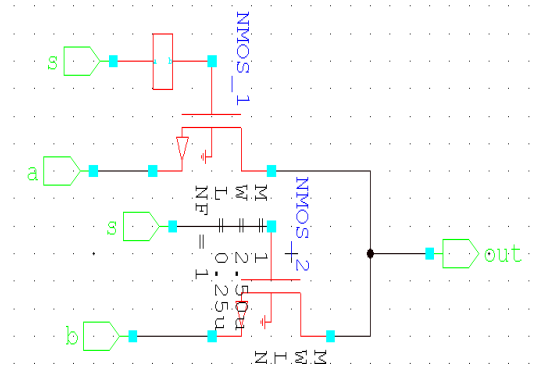 s
NMOS_1
a
M = 1
W = 2.50u
L = 0.25u
NF = 1
s
NMOS_2
out
b
M
W
L
N